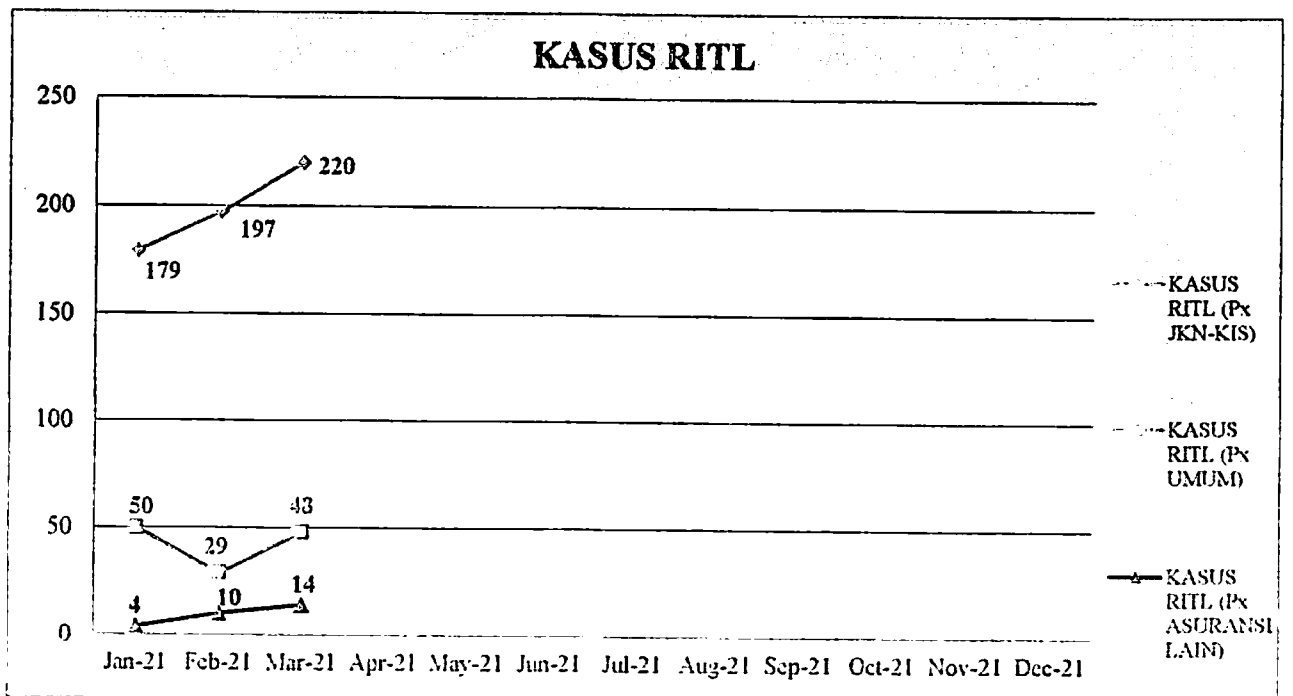 KASUS RITL
250
200
150
100
50
0
220
197
179
50
29
48
4
10
14
Jan-21 Feb-21 Mar-21 Apr-21 May-21 Jun-21 Jul-21 Aug-21 Sep-21 Oct-21 Nov-21 Dec-21
KASUS
RITL (Px
JKN-KIS)
KASUS
RITL (Px
UMUM)
KASUS
RITL (Px
ASURANSI
LAIN)